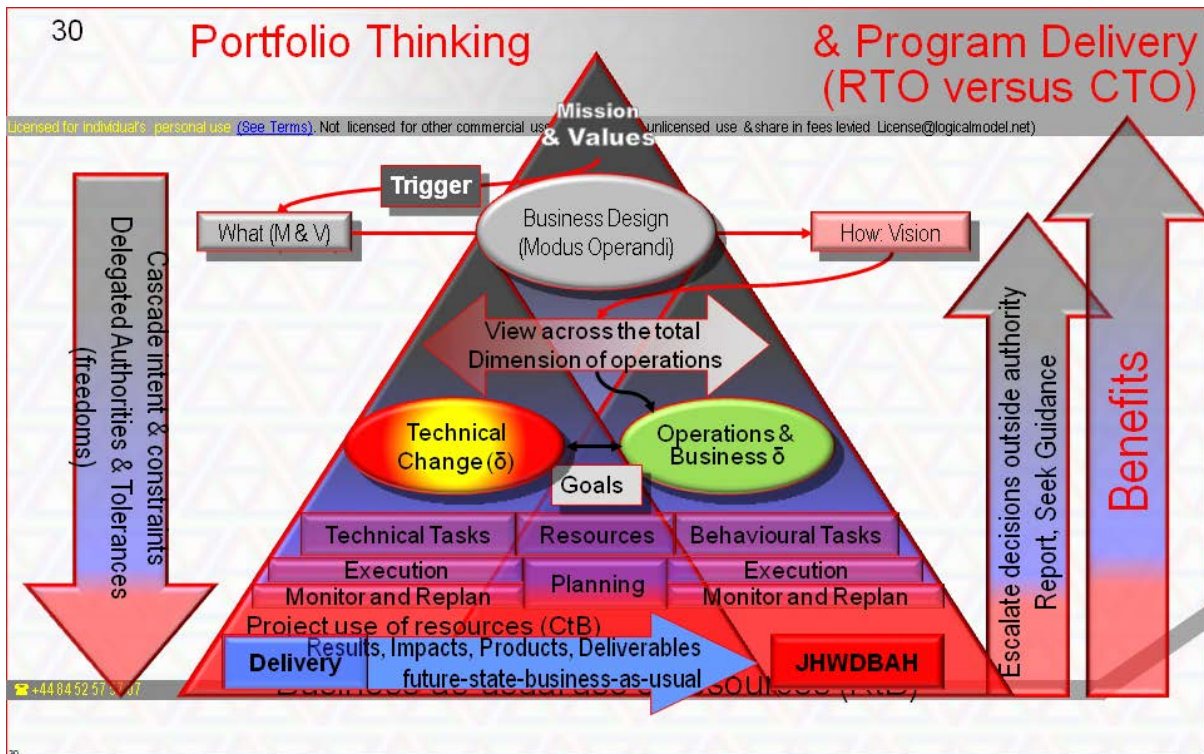 30
Portfolio Thinking
& Program Delivery
(RTO versus CTO)
Mission
& Values
Licensed for individual's personal use (See Terms). Not licensed for other commercial use unlicensed use & share in fees levied License@logicalmodel.net)
Trigger
What (M & V)
Business Design
(Modus Operandi)
How: Vision
Cascade intent & constraints
Delegated Authorities & Tolerances
(freedoms)
View across the total
Dimension of operations
Technical
Change (δ)
Operations &
Business δ
Goals
Technical Tasks
Resources
Behavioural Tasks
Execution
Planning
Execution
Monitor and Replan
Monitor and Replan
Project use of resources (CtB)
Delivery
Results, Impacts, Products, Deliverables
future-state-business-as-usual
JHWDBAH
Escalate decisions outside authority
Report, Seek Guidance
Benefits
30